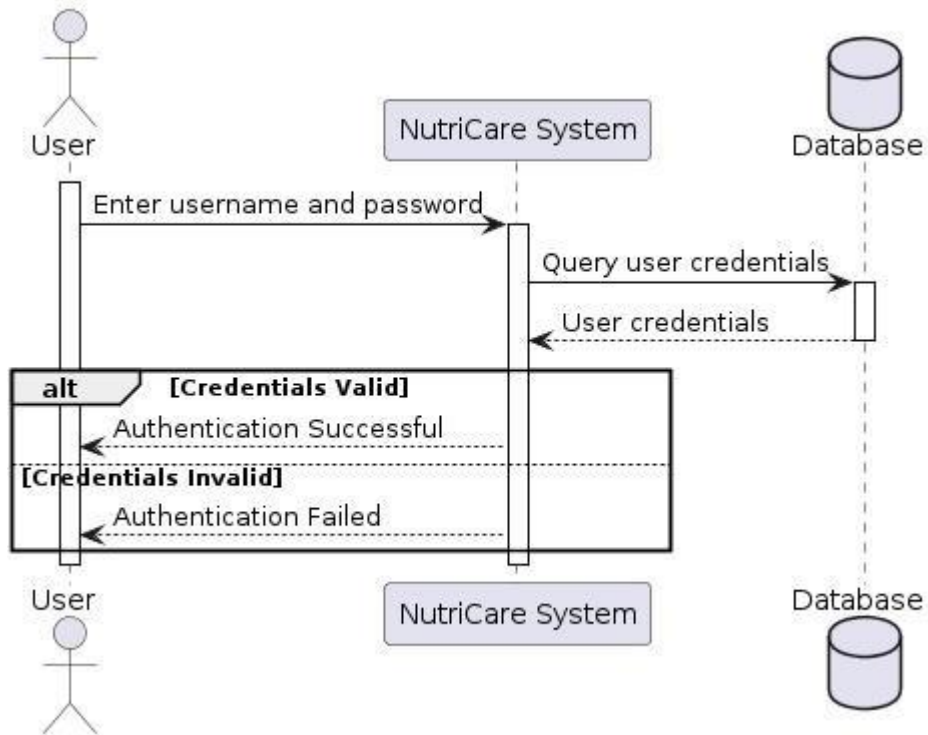 User
NutriCare System
Database
Enter username and password
Query user credentials
User credentials
alt
[Credentials Valid]
Authentication Successful
[Credentials Invalid]
Authentication Failed
User
NutriCare System
Database